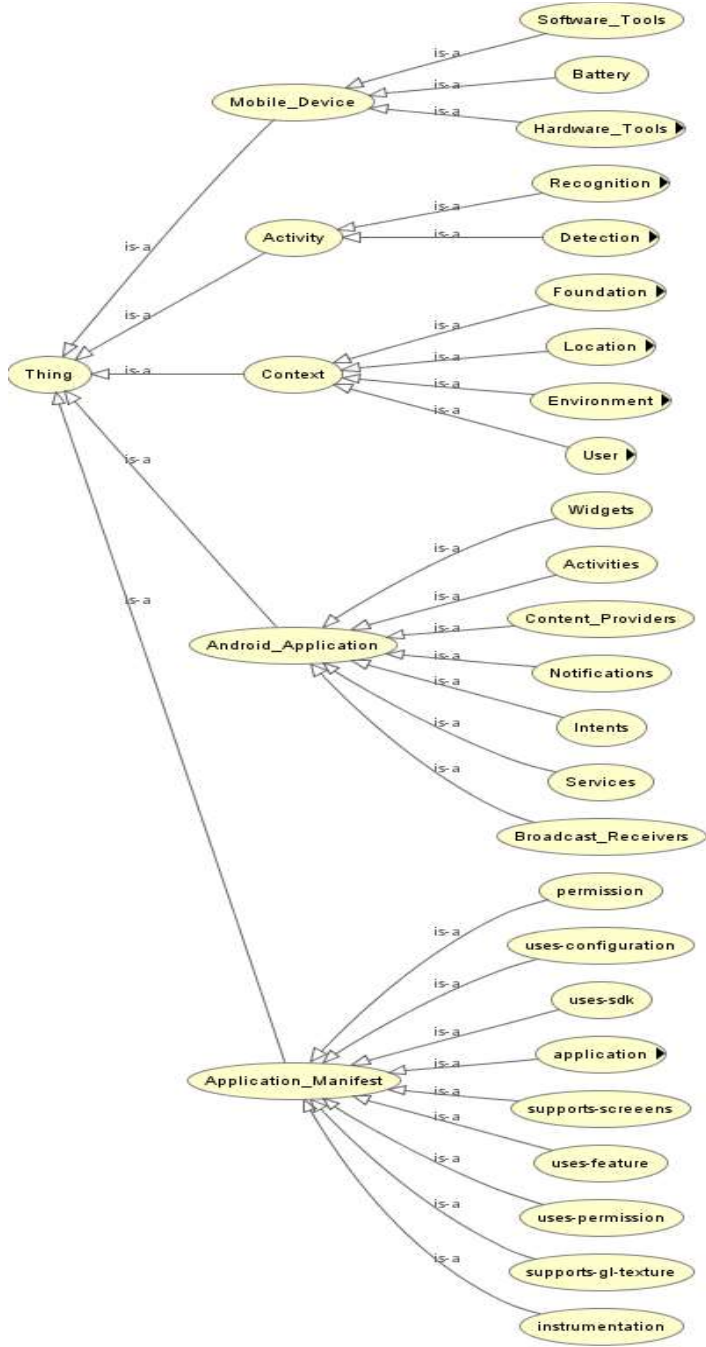 Software_Tools
is-a
Battery
Mobile_Device
is-a
is-a
Hardware_Tools
Recognition
is-a
Activity
is-a
Detection
is-a
Foundation
is-a
is-a
Location
is-a
Thing
is-a
Context
is-a
Environment
is-a
User
is-a
Widgets
is-a
Activities
is-a
is-a
Content_Providers
is-a
Android_Application
is-a
Notifications
is-a
Intents
is-a
Services
is-a
Broadcast_Receivers
permission
is-a
uses-configuration
is-a
uses-sdk
is-a
application
is-a
Application_Manifest
is-a
supports-screeens
is-a
uses-feature
is-a
uses-permission
is-a
supports-gl-texture
is-a
instrumentation